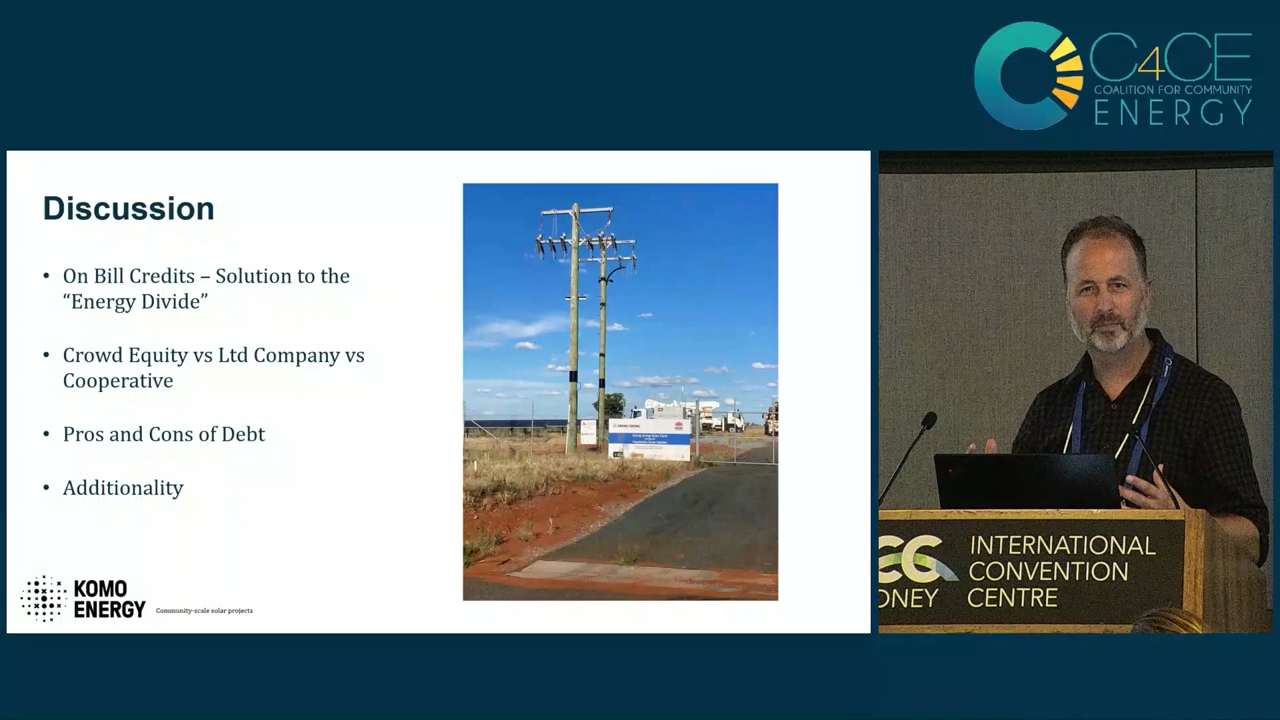 C4CE
COALITION FOR COMMUNITY
ENERGY
Discussion
• On Bill Credits – Solution to the
“Energy Divide”
• Crowd Equity vs Ltd Company vs
Cooperative
• Pros and Cons of Debt
• Additionality
KOMO
ENERGY
Community-scale solar projects
INTERNATIONAL
CONVENTION
CENTRE